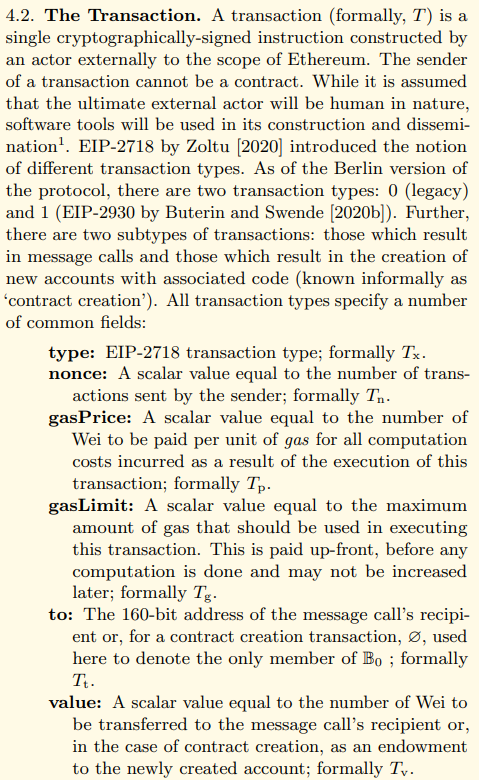 4.2. The Transaction. A transaction (formally, T) is a
single cryptographically-signed instruction constructed by
an actor externally to the scope of Ethereum. The sender
of a transaction cannot be a contract. While it is assumed
that the ultimate external actor will be human in nature,
software tools will be used in its construction and dissemi-
nation¹. EIP-2718 by Zoltu [2020] introduced the notion
of different transaction types. As of the Berlin version of
the protocol, there are two transaction types: 0 (legacy)
and 1 (EIP-2930 by Buterin and Swende [2020b]). Further,
there are two subtypes of transactions: those which result
in message calls and those which result in the creation of
new accounts with associated code (known informally as
‘contract creation’). All transaction types specify a number
of common fields:
type: EIP-2718 transaction type; formally Tₓ.
nonce: A scalar value equal to the number of trans-
actions sent by the sender; formally Tₙ.
gasPrice: A scalar value equal to the number of
Wei to be paid per unit of gas for all computation
costs incurred as a result of the execution of this
transaction; formally Tₚ.
gasLimit: A scalar value equal to the maximum
amount of gas that should be used in executing
this transaction. This is paid up-front, before any
computation is done and may not be increased
later; formally T_g.
to: The 160-bit address of the message call’s recipi-
ent or, for a contract creation transaction, ∅, used
here to denote the only member of 𝔹₀ ; formally
Tₜ.
value: A scalar value equal to the number of Wei to
be transferred to the message call’s recipient or,
in the case of contract creation, as an endowment
to the newly created account; formally Tᵥ.